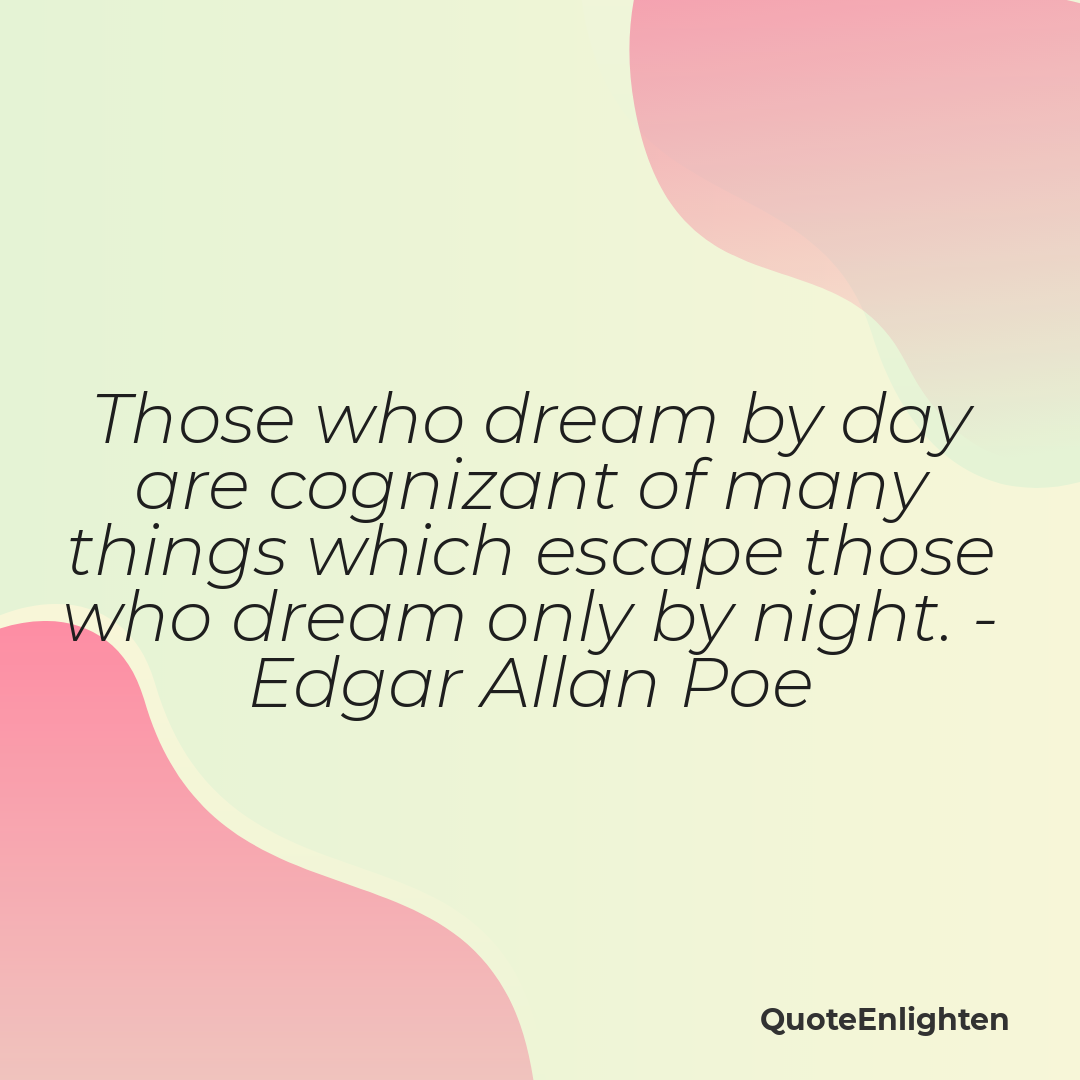 Those who dream by day
are cognizant of many
things which escape those
who dream only by night. -
Edgar Allan Poe
QuoteEnlighten